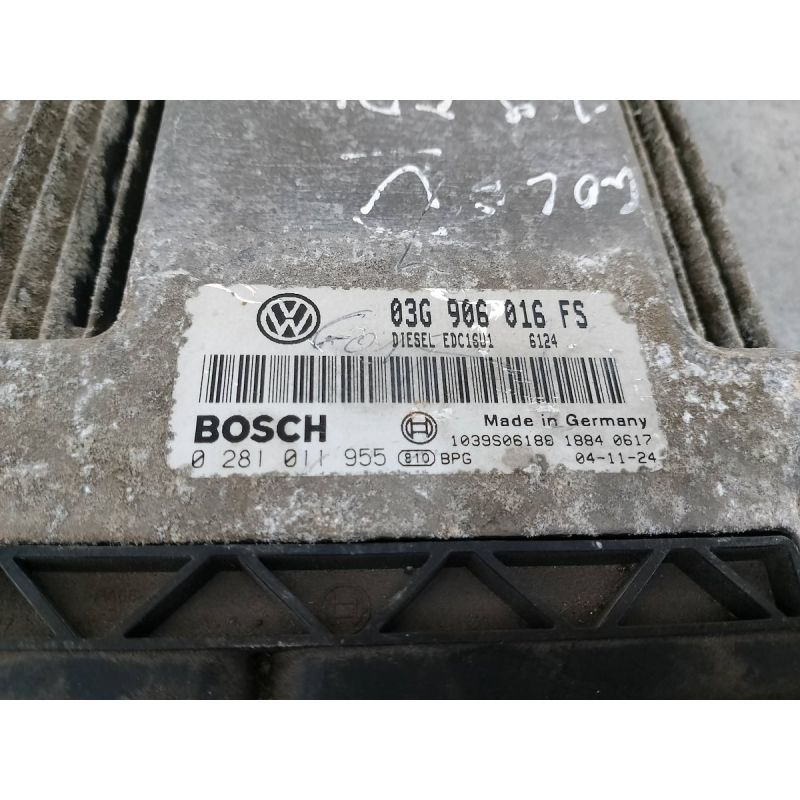 03G 906 016 FS
DIESEL EDC16U1 6124
BOSCH
Made in Germany
1039S06188 1884 0617
0 281 011 955 810 BPG 04-11-24